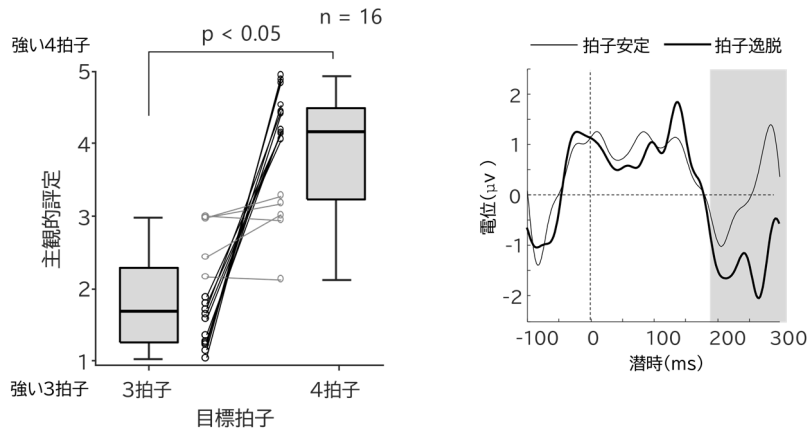 n = 16
強い4拍子
p < 0.05
5
4
3
2
1
主観的評定
強い3拍子
3拍子
4拍子
目標拍子
拍子安定
拍子逸脱
2
1
0
-1
-2
電位(μv )
-100
0
100
200
300
潜時(ms)